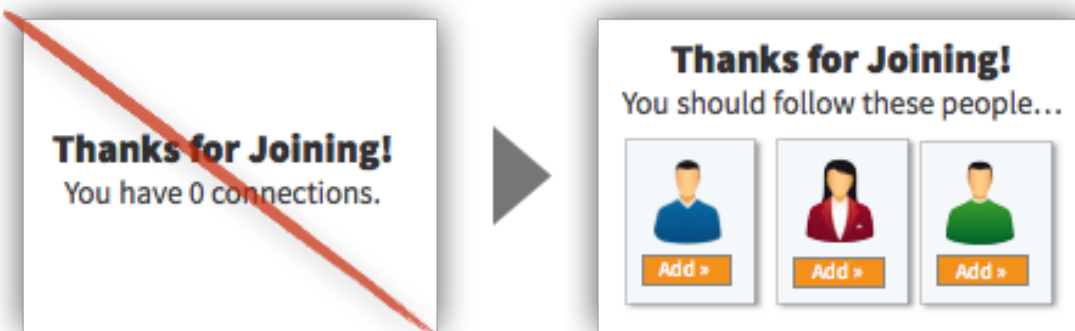 Thanks for Joining!
You have 0 connections.
Thanks for Joining!
You should follow these people…
Add »
Add »
Add »